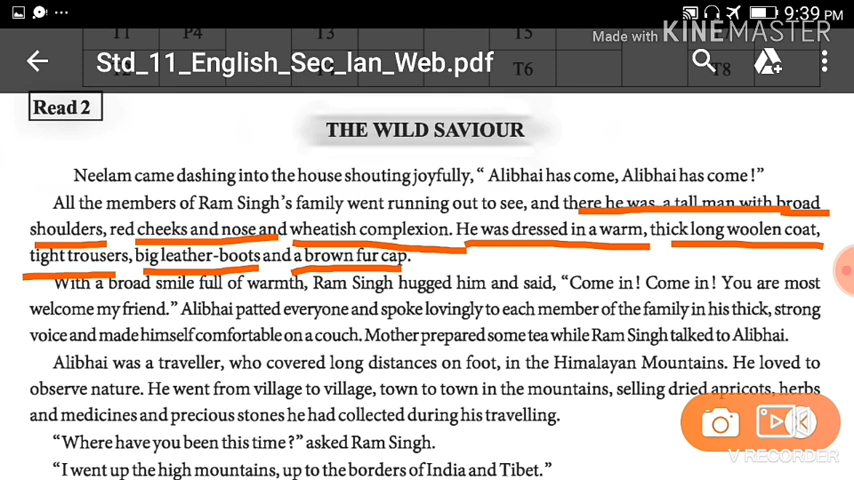 9:39 PM
Made with KINEMASTER
T1 P4 T3 T5
Std_11_English_Sec_lan_Web.pdf
T6 T8
Read 2
THE WILD SAVIOUR
Neelam came dashing into the house shouting joyfully, “ Alibhai has come, Alibhai has come!”
All the members of Ram Singh’s family went running out to see, and there he was, a tall man with broad
shoulders, red cheeks and nose and wheatish complexion. He was dressed in a warm, thick long woolen coat,
tight trousers, big leather-boots and a brown fur cap.
With a broad smile full of warmth, Ram Singh hugged him and said, “Come in! Come in! You are most
welcome my friend.” Alibhai patted everyone and spoke lovingly to each member of the family in his thick, strong
voice and made himself comfortable on a couch. Mother prepared some tea while Ram Singh talked to Alibhai.
Alibhai was a traveller, who covered long distances on foot, in the Himalayan Mountains. He loved to
observe nature. He went from village to village, town to town in the mountains, selling dried apricots, herbs
and medicines and precious stones he had collected during his travelling.
“Where have you been this time?” asked Ram Singh.
V RECORDER
“I went up the high mountains, up to the borders of India and Tibet.”